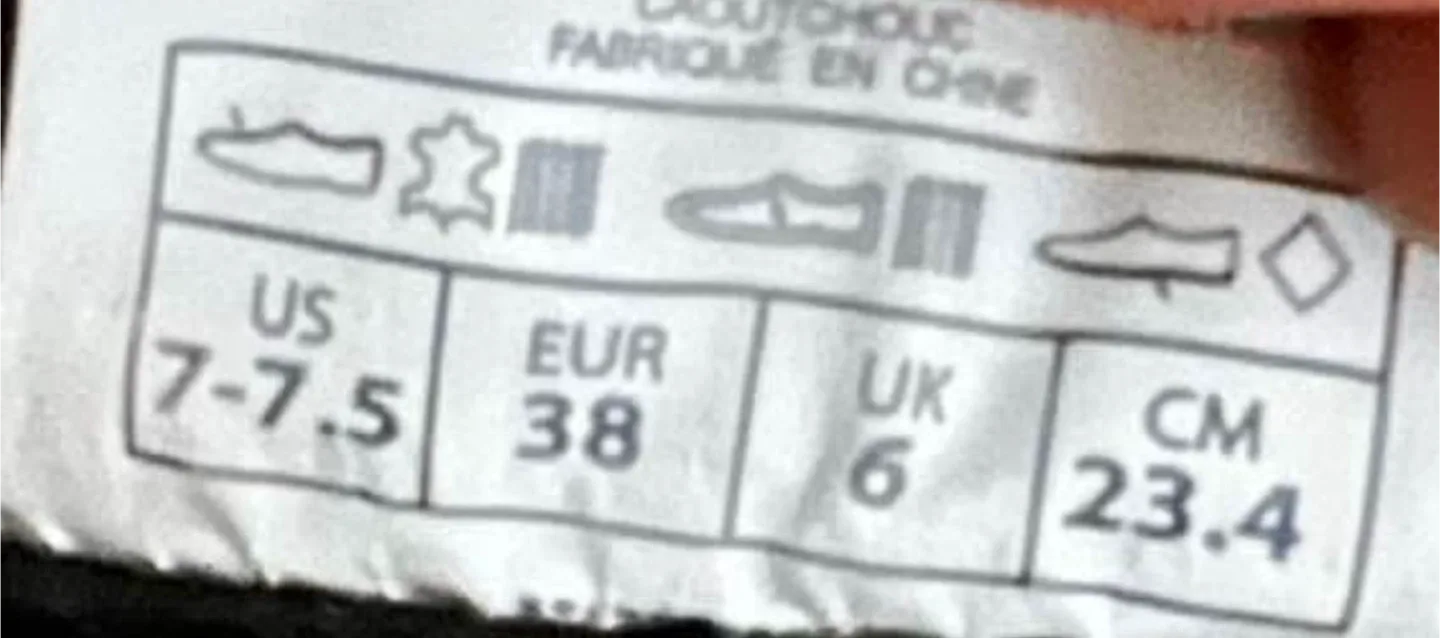 CAOUTCHOUC
FABRIQUÉ EN CHINE
US EUR UK CM
7-7.5 38 6 23.4